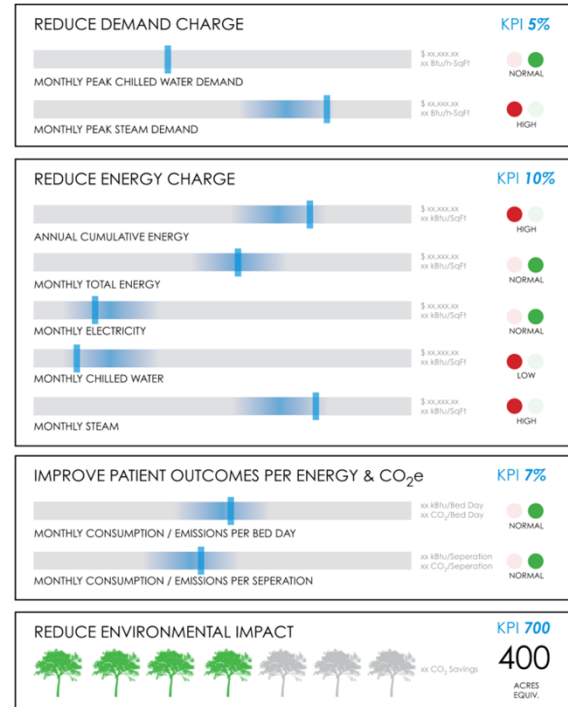 REDUCE DEMAND CHARGE KPI 5%
$ xx,xxx.xx
xx Btu/h-SqFt
MONTHLY PEAK CHILLED WATER DEMAND
NORMAL
$ xx,xxx.xx
xx Btu/h-SqFt
MONTHLY PEAK STEAM DEMAND
HIGH
REDUCE ENERGY CHARGE KPI 10%
$ xx,xxx.xx
xx kBtu/SqFt
ANNUAL CUMULATIVE ENERGY
HIGH
$ xx,xxx.xx
xx kBtu/SqFt
MONTHLY TOTAL ENERGY
NORMAL
$ xx,xxx.xx
xx kBtu/SqFt
MONTHLY ELECTRICITY
NORMAL
$ xx,xxx.xx
xx kBtu/SqFt
MONTHLY CHILLED WATER
LOW
$ xx,xxx.xx
xx kBtu/SqFt
MONTHLY STEAM
HIGH
IMPROVE PATIENT OUTCOMES PER ENERGY & CO₂e KPI 7%
xx kBtu/Bed Day
xx CO₂/Bed Day
MONTHLY CONSUMPTION / EMISSIONS PER BED DAY
NORMAL
xx kBtu/Seperation
xx CO₂/Seperation
MONTHLY CONSUMPTION / EMISSIONS PER SEPERATION
NORMAL
REDUCE ENVIRONMENTAL IMPACT KPI 700
xx CO₂ Savings
400
ACRES
EQUIV.